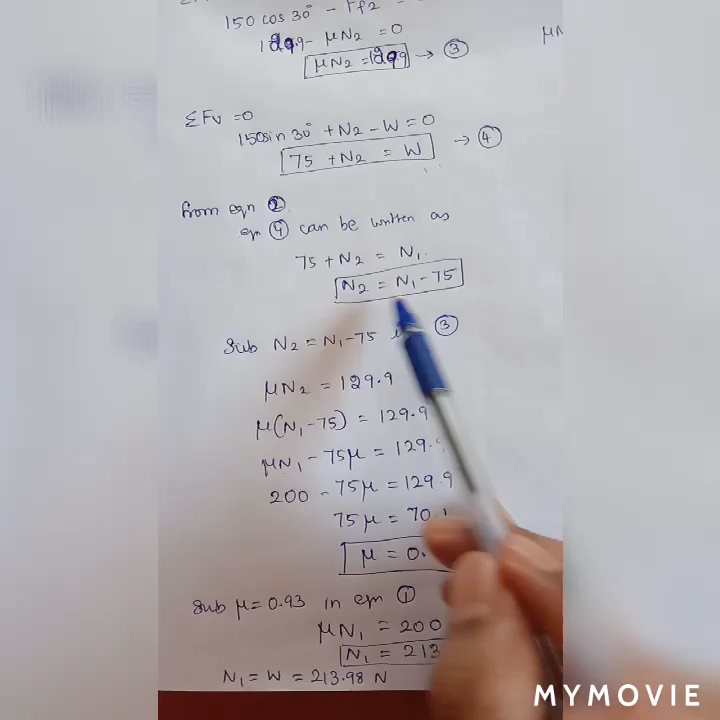 150 cos 30° - Ff2 -
129.9 - μN2 = 0
μN2 = 129.9 → ③
μN
ΣFv = 0
150sin 30° + N2 - W = 0
75 + N2 = W → ④
from eqn ②
eqn ④ can be written as
75 + N2 = N1
N2 = N1 - 75
Sub N2 = N1 - 75 ③
μN2 = 129.9
μ(N1 - 75) = 129.9
μN1 - 75μ = 129.
200 - 75μ = 129.9
75μ = 70.
μ = 0.
Sub μ = 0.93 in eqn ①
μN1 = 200
N1 = 213
N1 = W = 213.98 N
MYMOVIE